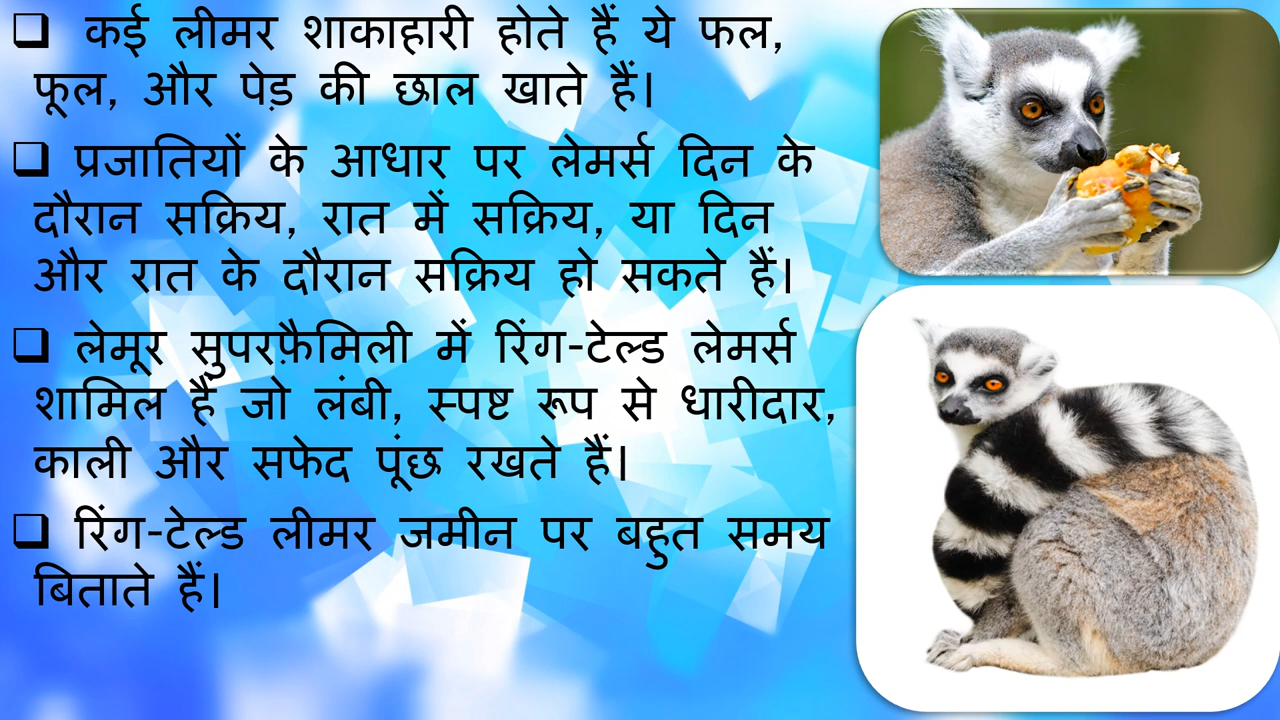 ❑ कई लीमर शाकाहारी होते हैं ये फल,
फूल, और पेड़ की छाल खाते हैं।
❑ प्रजातियों के आधार पर लेमर्स दिन के
दौरान सक्रिय, रात में सक्रिय, या दिन
और रात के दौरान सक्रिय हो सकते हैं।
❑ लेमूर सुपरफ़ैमिली में रिंग-टेल्ड लेमर्स
शामिल हैं जो लंबी, स्पष्ट रूप से धारीदार,
काली और सफेद पूंछ रखते हैं।
❑ रिंग-टेल्ड लीमर जमीन पर बहुत समय
बिताते हैं।